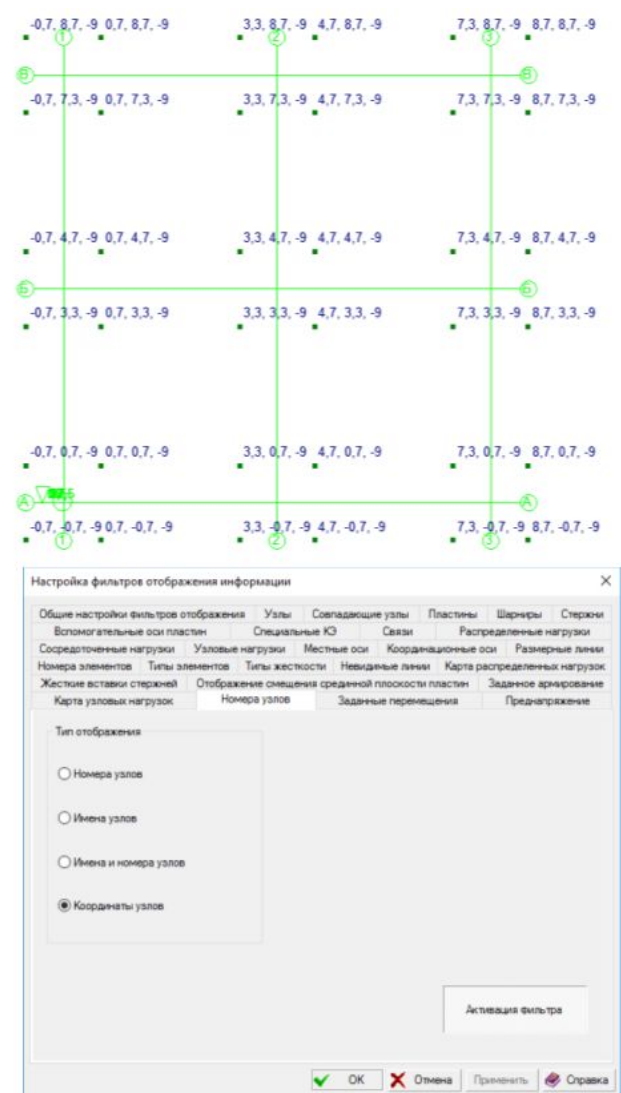 -0,7, 8,7, -9 0,7, 8,7, -9 3,3, 8,7, -9 4,7, 8,7, -9 7,3, 8,7, -9 8,7, 8,7, -9
1 2 3
В В
-0,7, 7,3, -9 0,7, 7,3, -9 3,3, 7,3, -9 4,7, 7,3, -9 7,3, 7,3, -9 8,7, 7,3, -9
-0,7, 4,7, -9 0,7, 4,7, -9 3,3, 4,7, -9 4,7, 4,7, -9 7,3, 4,7, -9 8,7, 4,7, -9
Б Б
-0,7, 3,3, -9 0,7, 3,3, -9 3,3, 3,3, -9 4,7, 3,3, -9 7,3, 3,3, -9 8,7, 3,3, -9
-0,7, 0,7, -9 0,7, 0,7, -9 3,3, 0,7, -9 4,7, 0,7, -9 7,3, 0,7, -9 8,7, 0,7, -9
А А
-0,7, -0,7, -9 0,7, -0,7, -9 3,3, -0,7, -9 4,7, -0,7, -9 7,3, -0,7, -9 8,7, -0,7, -9
1 2 3
Настройка фильтров отображения информации
Общие настройки фильтров отображения Узлы Совпадающие узлы Пластины Шарниры Стержни
Вспомогательные оси пластин Специальные КЭ Связи Распределенные нагрузки
Сосредоточенные нагрузки Узловые нагрузки Местные оси Координационные оси Размерные линии
Номера элементов Типы элементов Типы жесткости Невидимые линии Карта распределенных нагрузок
Жесткие вставки стержней Отображение смещения срединной плоскости пластин Заданное армирование
Карта узловых нагрузок Номера узлов Заданные перемещения Преднапряжение
Тип отображения
Номера узлов
Имена узлов
Имена и номера узлов
Координаты узлов
Активация фильтра
OK Отмена Применить Справка